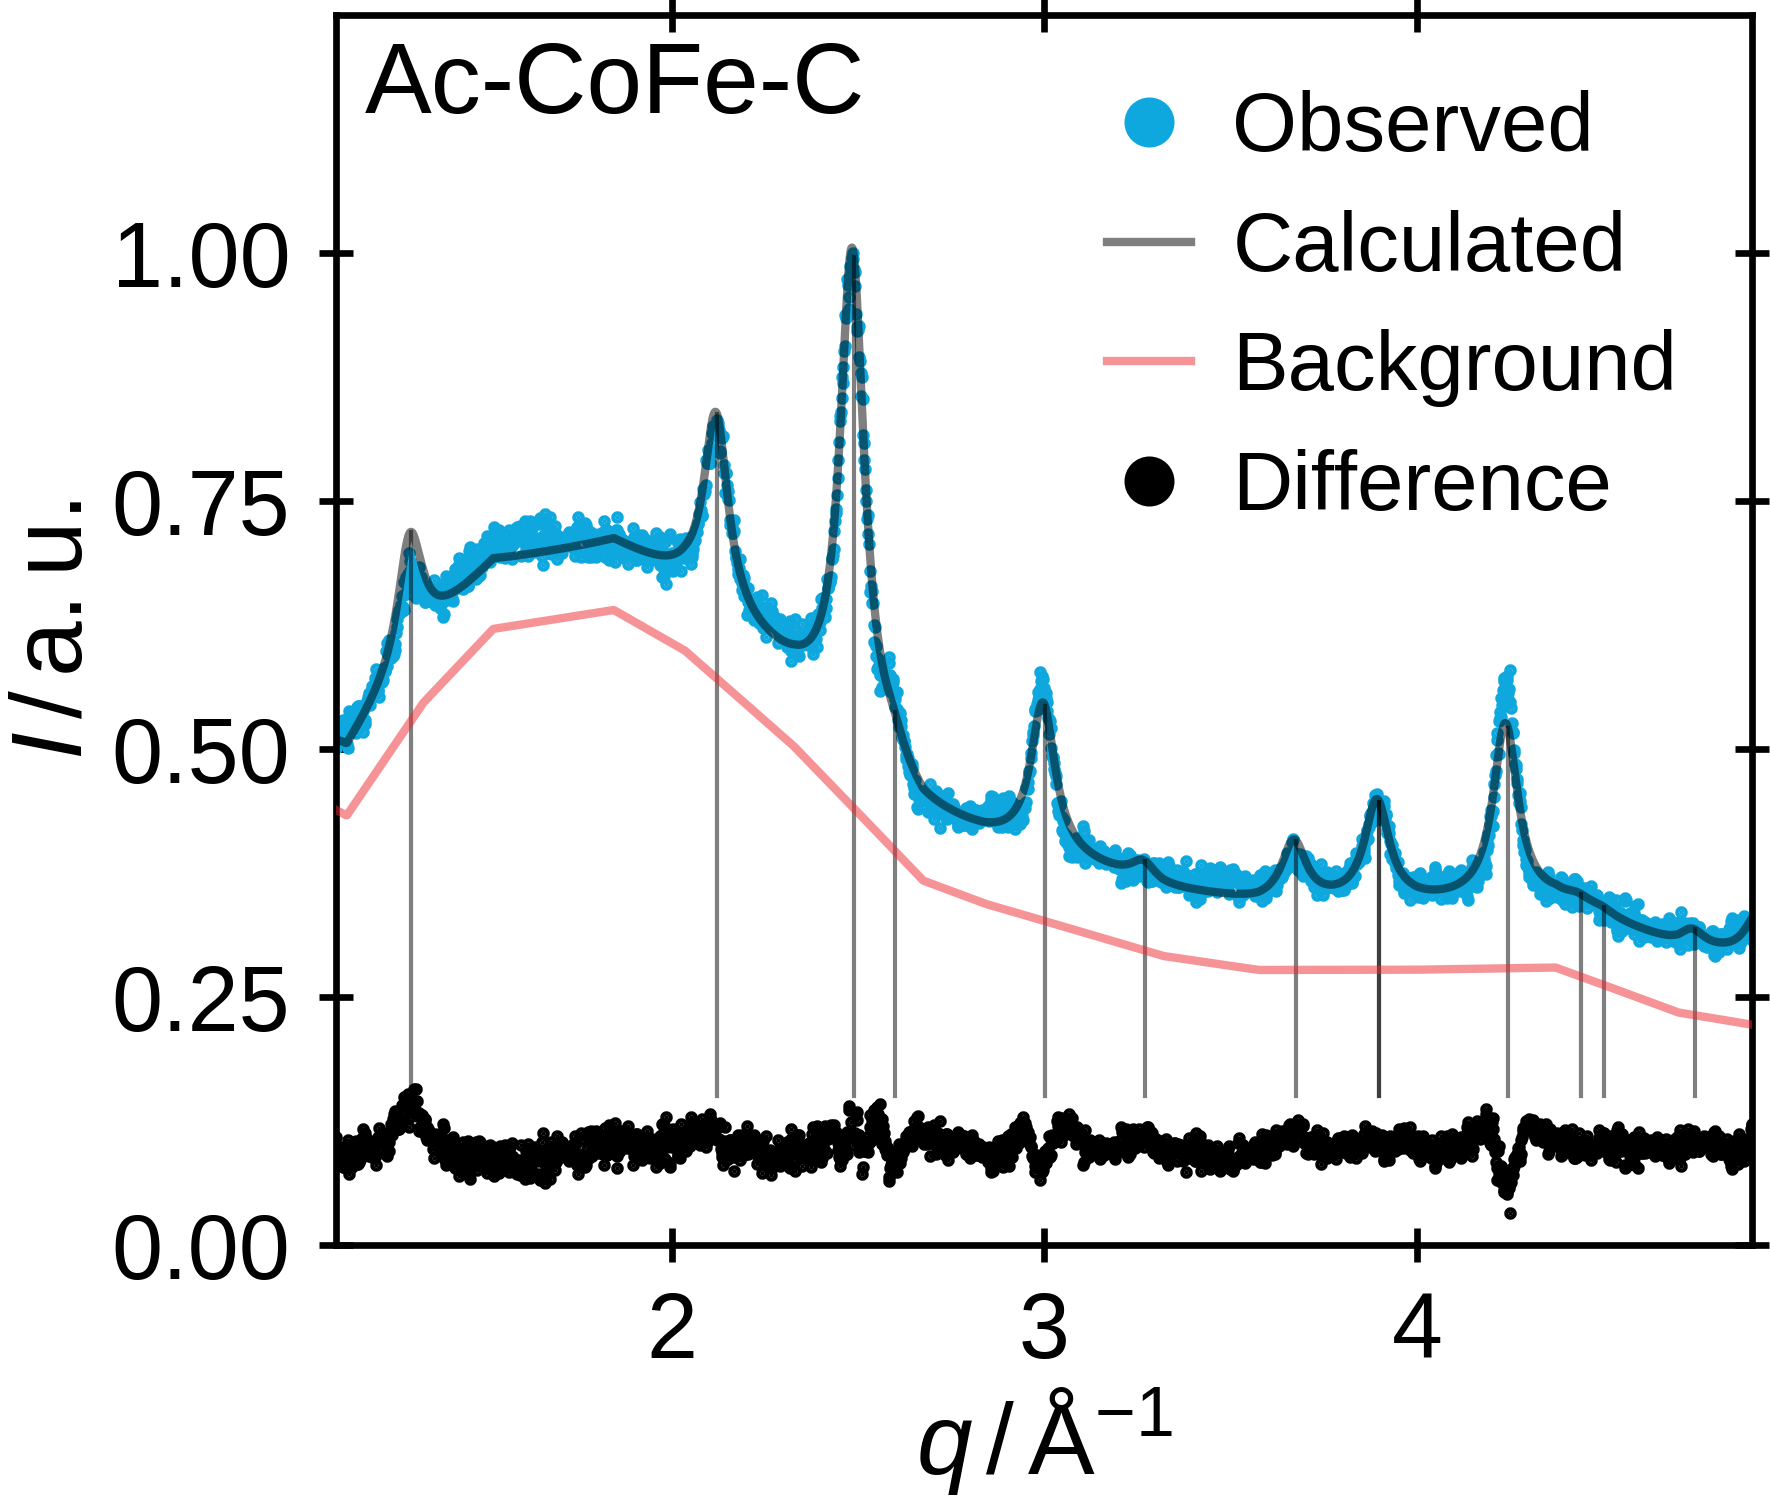 Ac-CoFe-C
Observed
Calculated
Background
Difference
1.00
0.75
0.50
0.25
0.00
I / a. u.
2 3 4
q / Å⁻¹